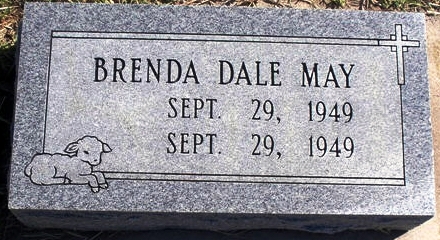 BRENDA DALE MAY
SEPT. 29, 1949
SEPT. 29, 1949